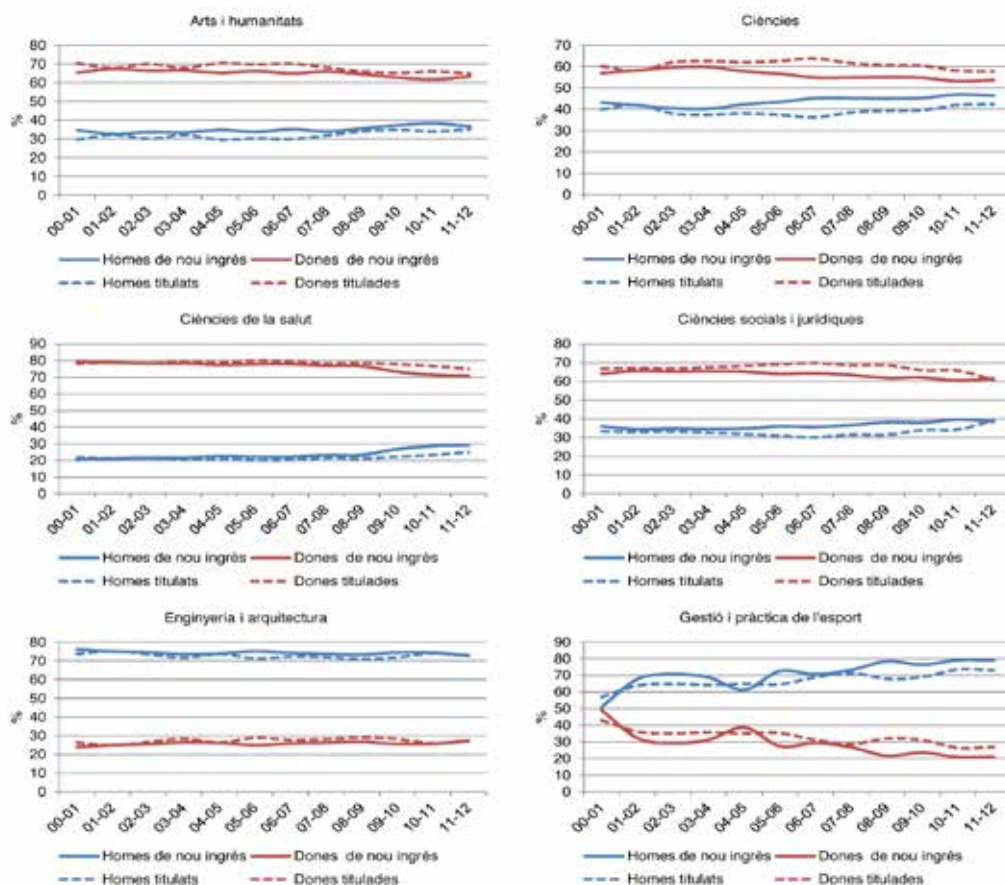 Arts i humanitats
80
70
60
50
40
30
20
10
0
%
00-01 01-02 02-03 03-04 04-05 05-06 06-07 07-08 08-09 09-10 10-11 11-12
Homes de nou ingrés Dones de nou ingrés
Homes titulats Dones titulades
Ciències
70
60
50
40
30
20
10
0
%
00-01 01-02 02-03 03-04 04-05 05-06 06-07 07-08 08-09 09-10 10-11 11-12
Homes de nou ingrés Dones de nou ingrés
Homes titulats Dones titulades
Ciències de la salut
90
80
70
60
50
40
30
20
10
0
%
00-01 01-02 02-03 03-04 04-05 05-06 06-07 07-08 08-09 09-10 10-11 11-12
Homes de nou ingrés Dones de nou ingrés
Homes titulats Dones titulades
Ciències socials i jurídiques
80
70
60
50
40
30
20
10
0
%
00-01 01-02 02-03 03-04 04-05 05-06 06-07 07-08 08-09 09-10 10-11 11-12
Homes de nou ingrés Dones de nou ingrés
Homes titulats Dones titulades
Enginyeria i arquitectura
80
70
60
50
40
30
20
10
0
%
00-01 01-02 02-03 03-04 04-05 05-06 06-07 07-08 08-09 09-10 10-11 11-12
Homes de nou ingrés Dones de nou ingrés
Homes titulats Dones titulades
Gestió i pràctica de l'esport
90
80
70
60
50
40
30
20
10
0
%
00-01 01-02 02-03 03-04 04-05 05-06 06-07 07-08 08-09 09-10 10-11 11-12
Homes de nou ingrés Dones de nou ingrés
Homes titulats Dones titulades